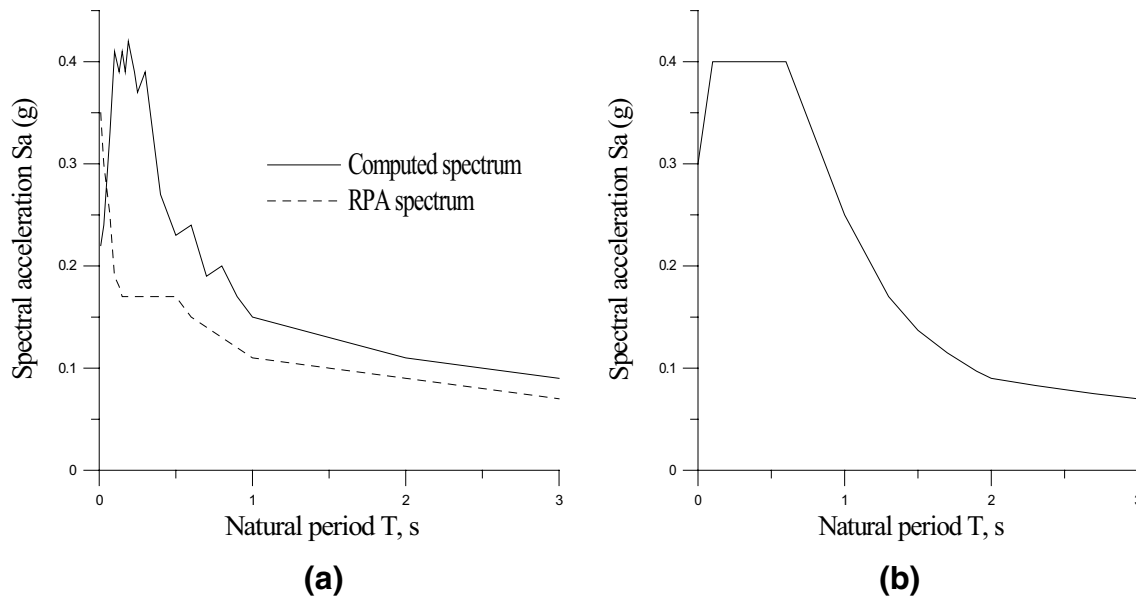 Spectral acceleration Sa (g)
0.4
0.3
0.2
0.1
0
Computed spectrum
RPA spectrum
0 1 2 3
Natural period T, s
(a)
Spectral acceleration Sa (g)
0.4
0.3
0.2
0.1
0
0 1 2 3
Natural period T, s
(b)